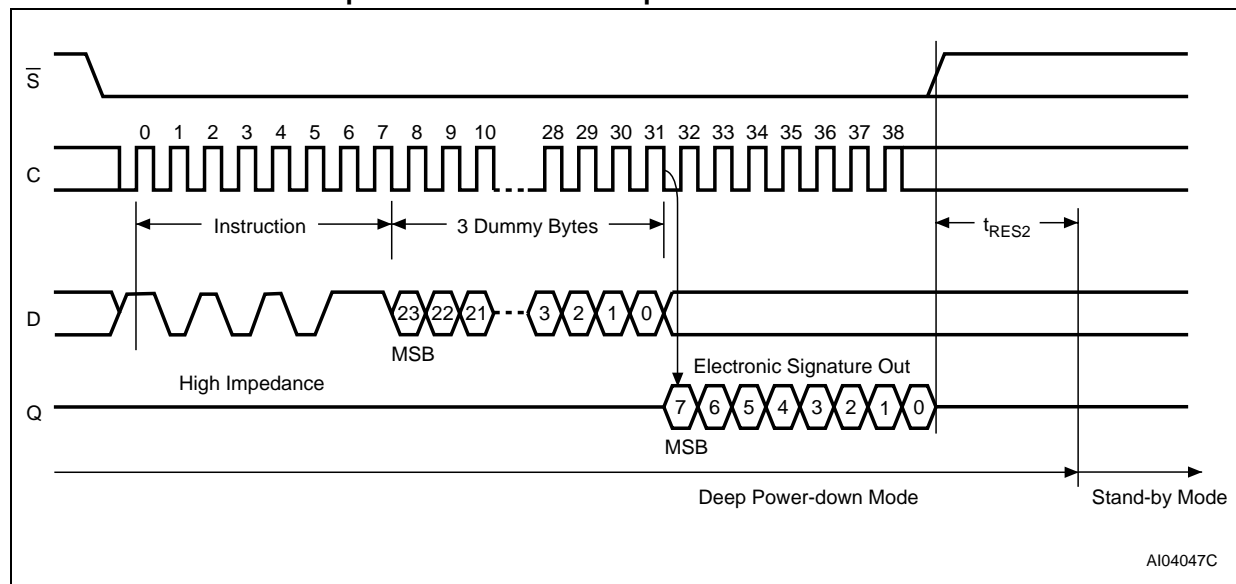 S
0 1 2 3 4 5 6 7 8 9 10 28 29 30 31 32 33 34 35 36 37 38
C
Instruction 3 Dummy Bytes tRES2
D
23 22 21 3 2 1 0
MSB
High Impedance
Electronic Signature Out
Q
7 6 5 4 3 2 1 0
MSB
Deep Power-down Mode Stand-by Mode
AI04047C